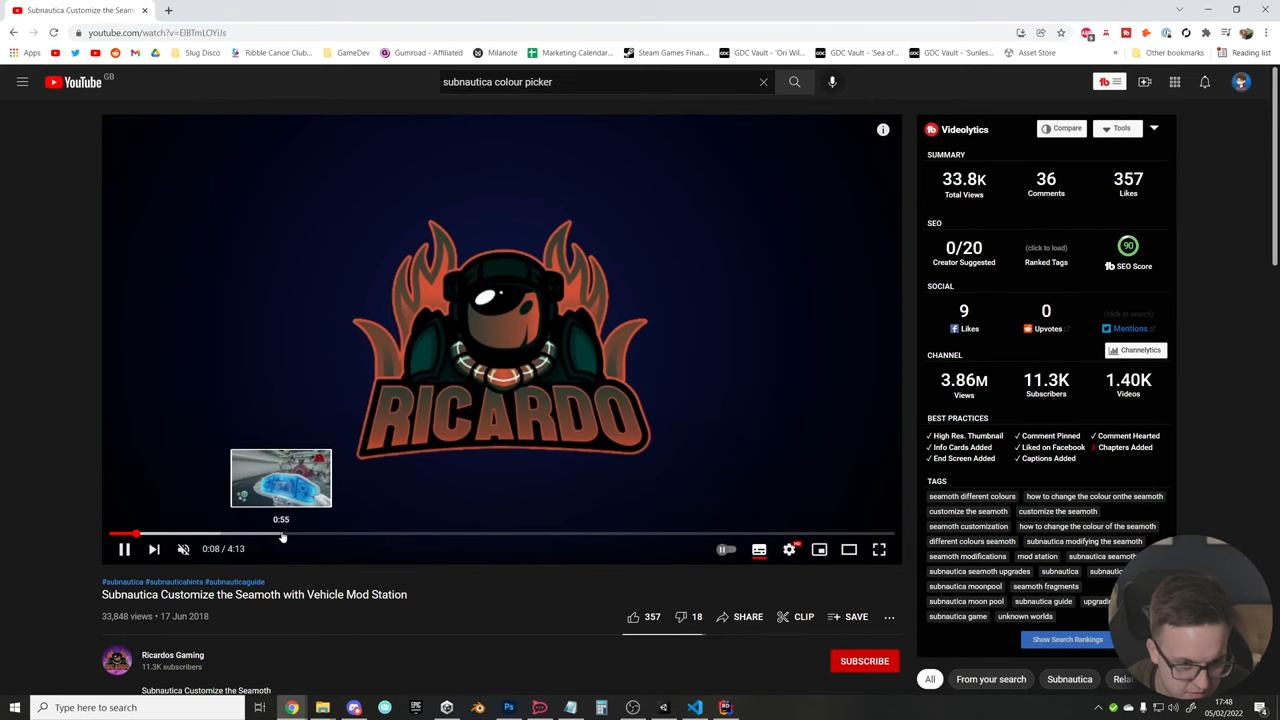 Subnautica Customize the Seam
youtube.com/watch?v=
Apps
Slug Disco
Ribble Canoe Club...
GameDev
Gumroad - Affiliated
Milanote
Marketing Calendar...
Steam Games Finan...
GDC Vault - 'Ori Wil...
GDC Vault - 'Sea of...
GDC Vault - 'Sunles...
Asset Store
»
Other bookmarks
Reading list
YouTube GB
subnautica colour picker
Videolytics
Compare
Tools
SUMMARY
33.8K
36
357
Total Views
Comments
Likes
SEO
0/20
(click to load)
90
Creator Suggested
Ranked Tags
SEO Score
SOCIAL
9
0
(click to search)
Likes
Upvotes
Mentions
CHANNEL
Channelytics
3.86M
11.3K
1.40K
Views
Subscribers
Videos
BEST PRACTICES
✓ High Res. Thumbnail
✓ Comment Pinned
✓ Comment Hearted
✓ Info Cards Added
✓ Liked on Facebook
Chapters Added
✓ End Screen Added
✓ Captions Added
TAGS
seamoth different colours
how to change the colour onthe seamoth
customize the seamoth
customize the seamoth
seamoth customization
how to change the colour of the seamoth
different colours seamoth
subnautica modifying the seamoth
seamoth modifications
mod station
subnautica seamoth
subnautica seamoth upgrades
subnautica
subnautica moonpool
seamoth fragments
subnautica moon pool
subnautica guide
subnautica game
unknown worlds
Show Search Rankings
RICARDO
0:55
0:08 / 4:13
HD
#subnautica #subnauticahints #subnauticaguide
Subnautica Customize the Seamoth with Vehicle Mod Station
33,848 views • 17 Jun 2018
357
18
SHARE
CLIP
SAVE
Ricardos Gaming
11.3K subscribers
SUBSCRIBE
Subnautica Customize the Seamoth
All
From your search
Subnautica
Type here to search
17:48
05/02/2022